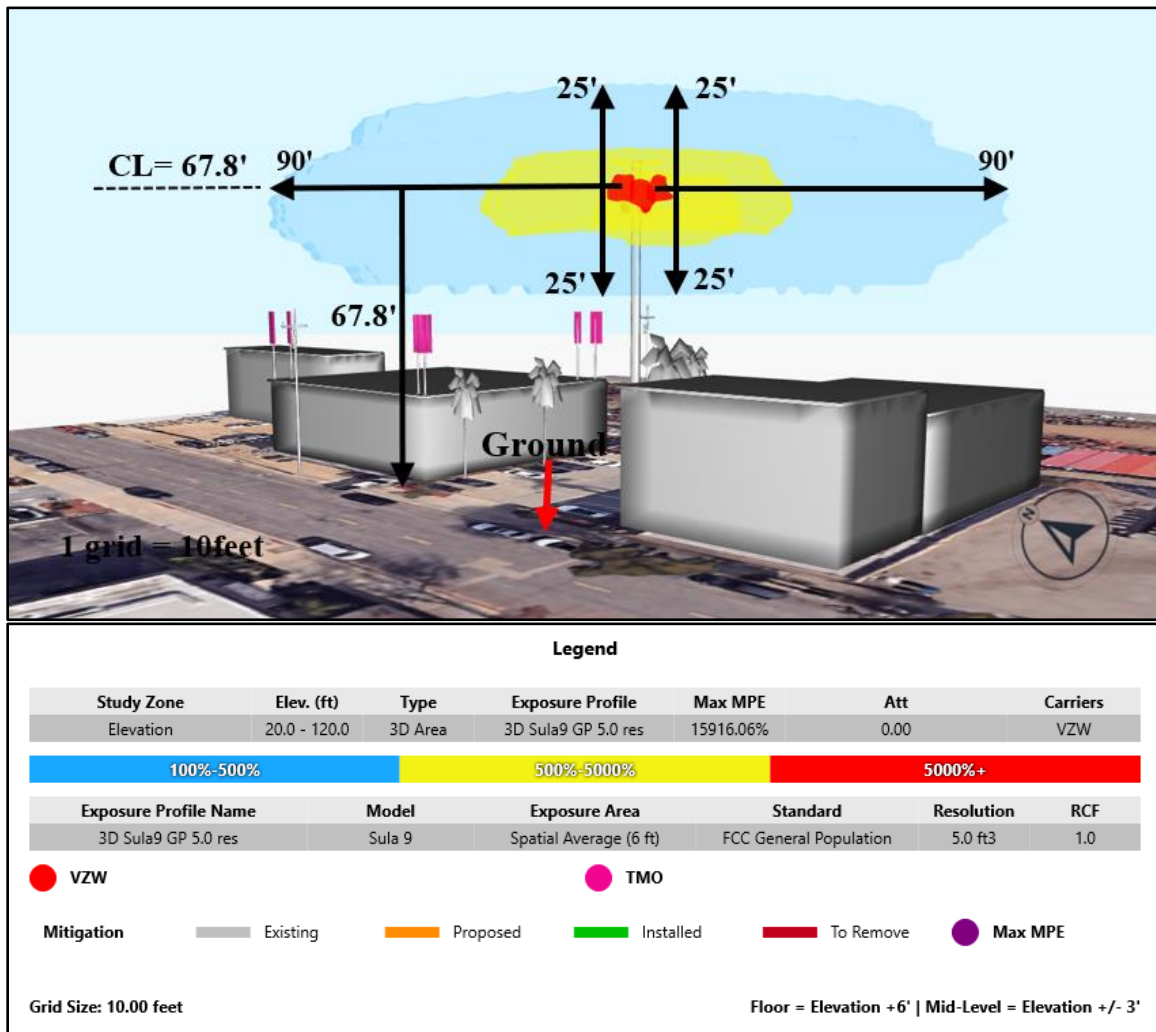 25'
25'
CL= 67.8'
90'
90'
25'
25'
67.8'
Ground
1 grid = 10feet
N
Legend
Study Zone Elev. (ft) Type Exposure Profile Max MPE Att Carriers
Elevation 20.0 - 120.0 3D Area 3D Sula9 GP 5.0 res 15916.06% 0.00 VZW
100%-500% 500%-5000% 5000%+
Exposure Profile Name Model Exposure Area Standard Resolution RCF
3D Sula9 GP 5.0 res Sula 9 Spatial Average (6 ft) FCC General Population 5.0 ft3 1.0
VZW TMO
Mitigation Existing Proposed Installed To Remove Max MPE
Grid Size: 10.00 feet Floor = Elevation +6' | Mid-Level = Elevation +/- 3'